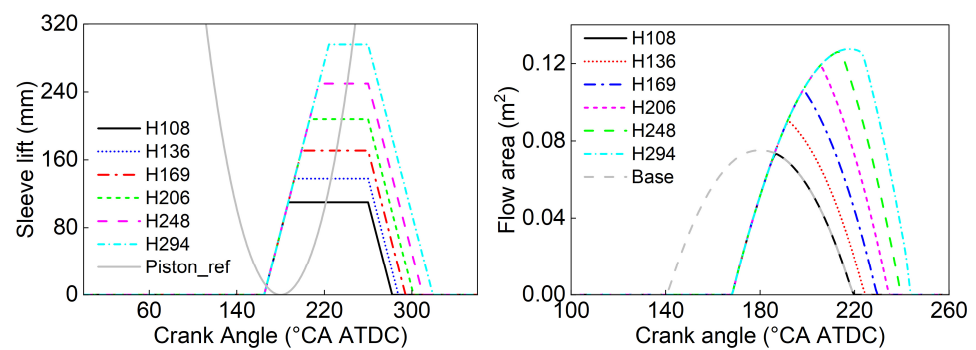 320
240
160
80
0
Sleeve lift (mm)
H108
H136
H169
H206
H248
H294
Piston_ref
60
140
220
300
Crank Angle (°CA ATDC)
0.12
0.08
0.04
0.00
Flow area (m²)
H108
H136
H169
H206
H248
H294
Base
100
140
180
220
260
Crank angle (°CA ATDC)